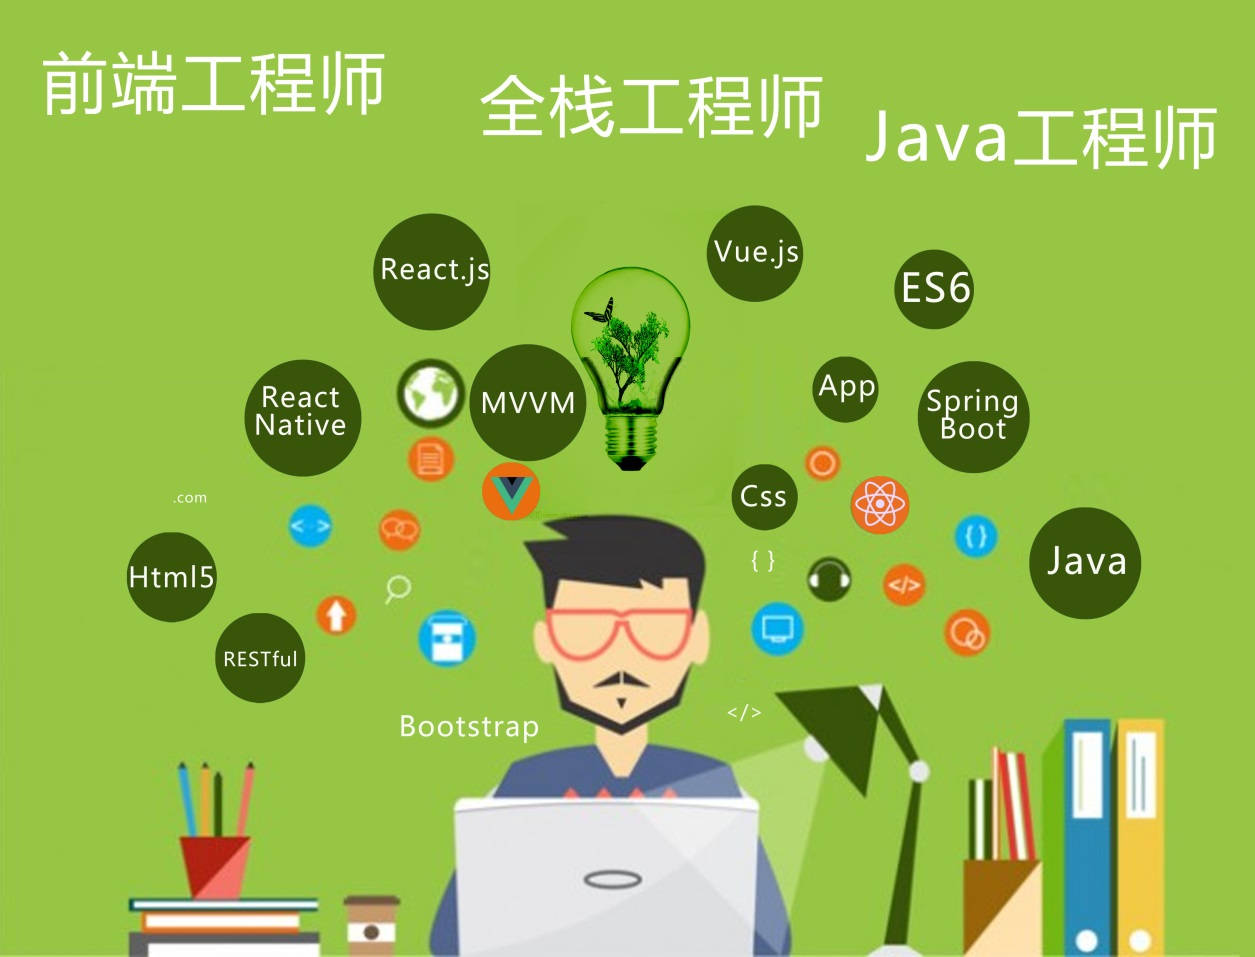 前端工程师
全栈工程师
Java工程师
React.js
Vue.js
ES6
React
Native
MVVM
App
Spring
Boot
.com
Css
< · >
{ }
{ }
Html5
Java
</>
RESTful
Bootstrap
</>